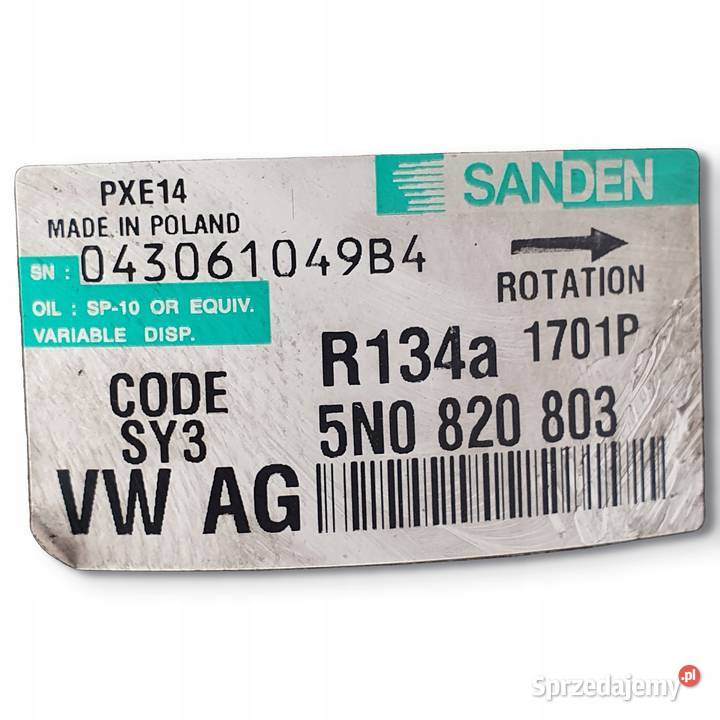 SANDEN
PXE14
MADE IN POLAND
SN : 043061049B4
ROTATION
OIL : SP-10 OR EQUIV.
VARIABLE DISP.
R134a 1701P
CODE
SY3
5N0 820 803
VW AG
Sprzedajemy.pl